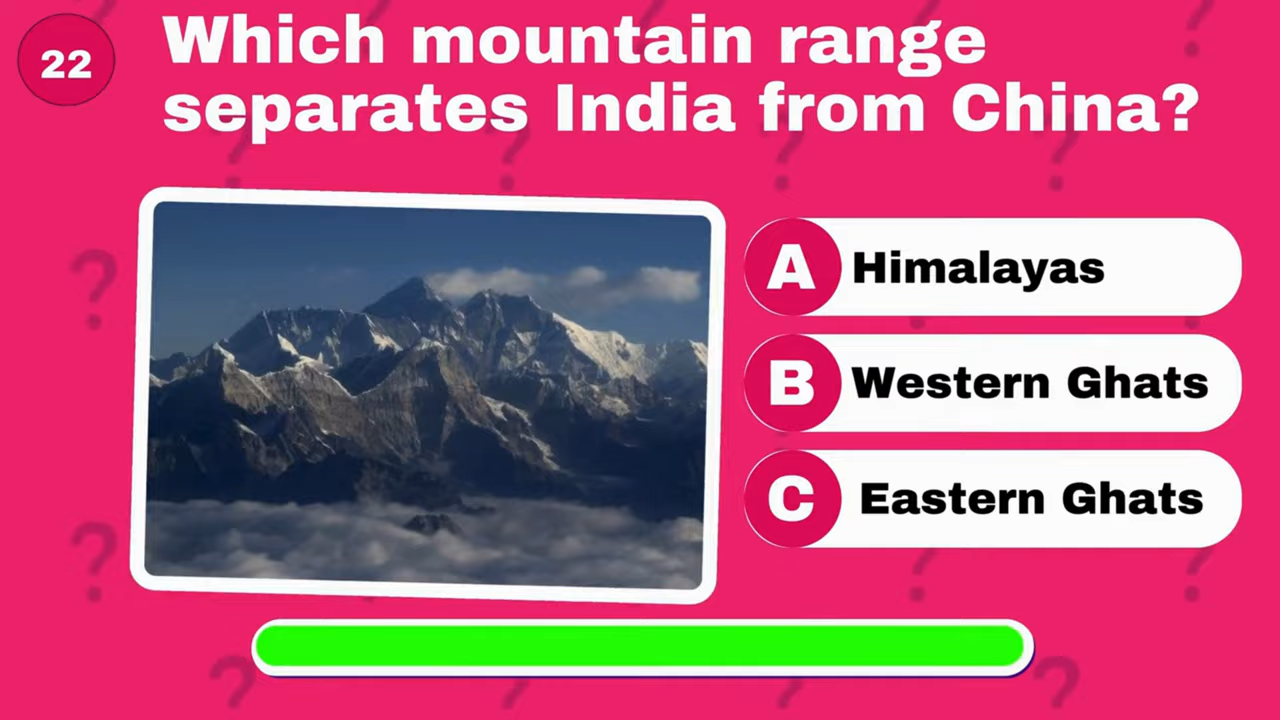 22
Which mountain range
separates India from China?
A Himalayas
B Western Ghats
C Eastern Ghats